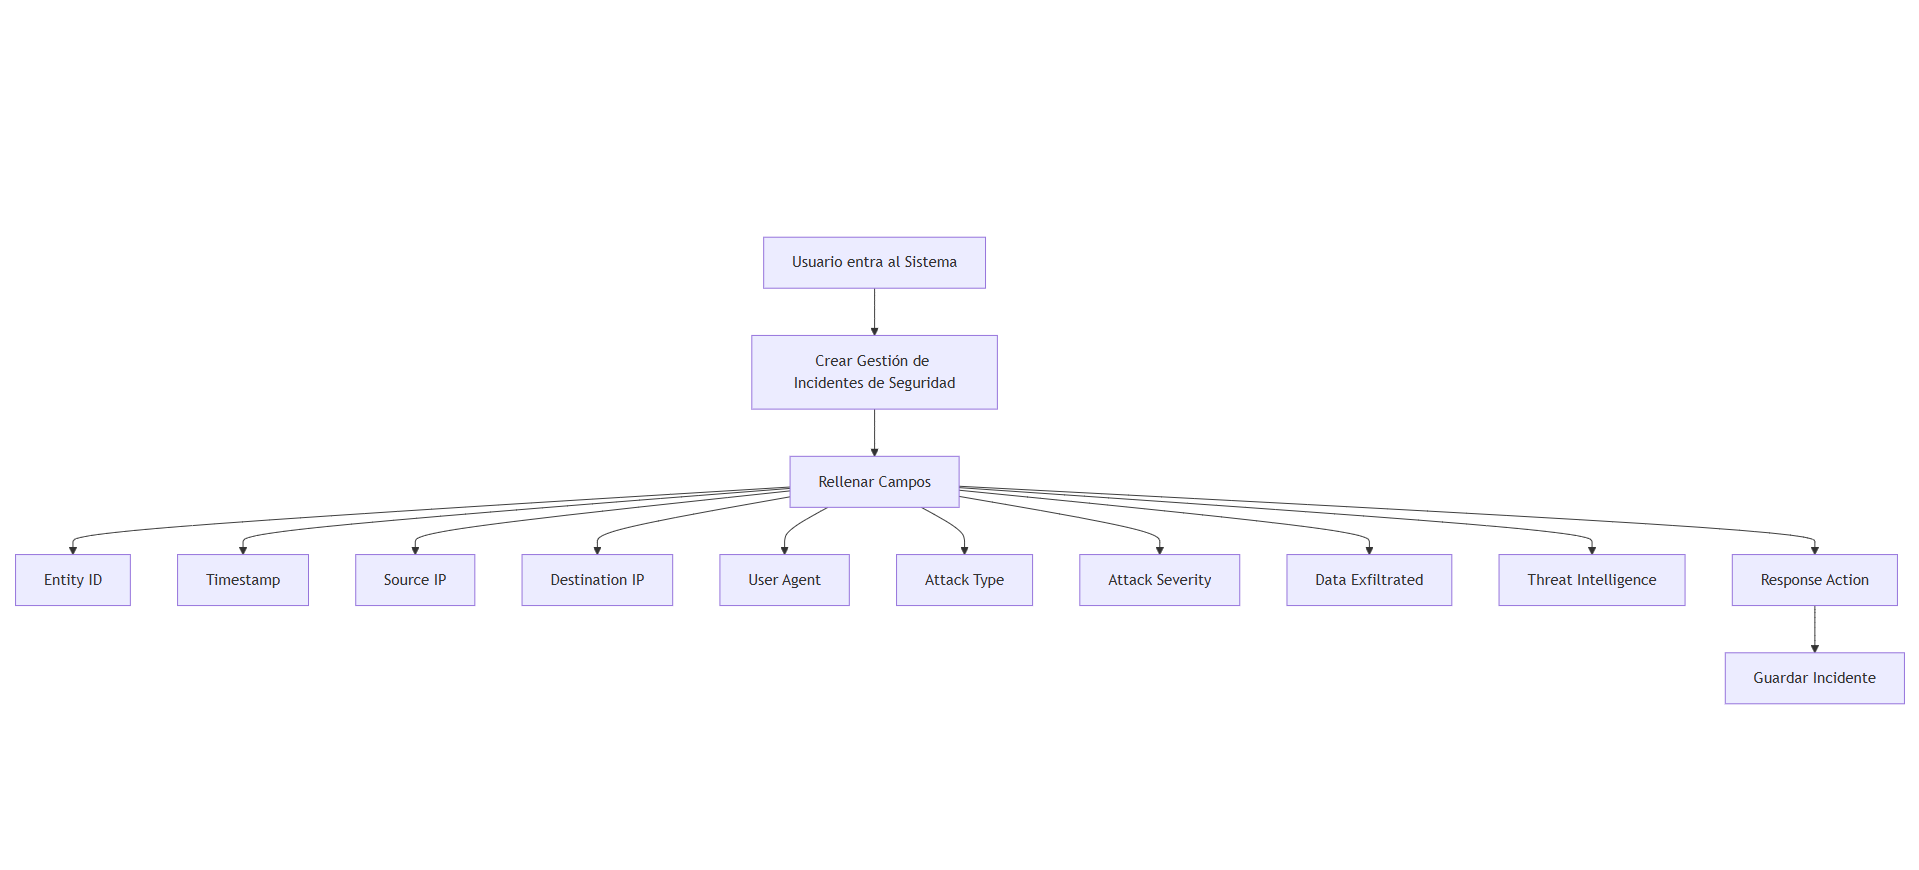 Usuario entra al Sistema
Crear Gestión de
Incidentes de Seguridad
Rellenar Campos
Entity ID
Timestamp
Source IP
Destination IP
User Agent
Attack Type
Attack Severity
Data Exfiltrated
Threat Intelligence
Response Action
Guardar Incidente